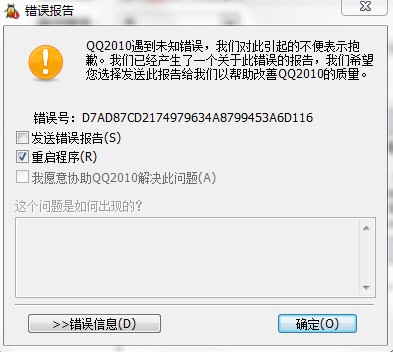 错误报告
QQ2010遇到未知错误，我们对此引起的不便表示抱
歉。我们已经产生了一个关于此错误的报告，我们希望
您选择发送此报告给我们以帮助改善QQ2010的质量。
错误号：D7AD87CD2174979634A8799453A6D116
发送错误报告(S)
重启程序(R)
我愿意协助QQ2010解决此问题(A)
这个问题是如何出现的?
>>错误信息(D)
确定(O)